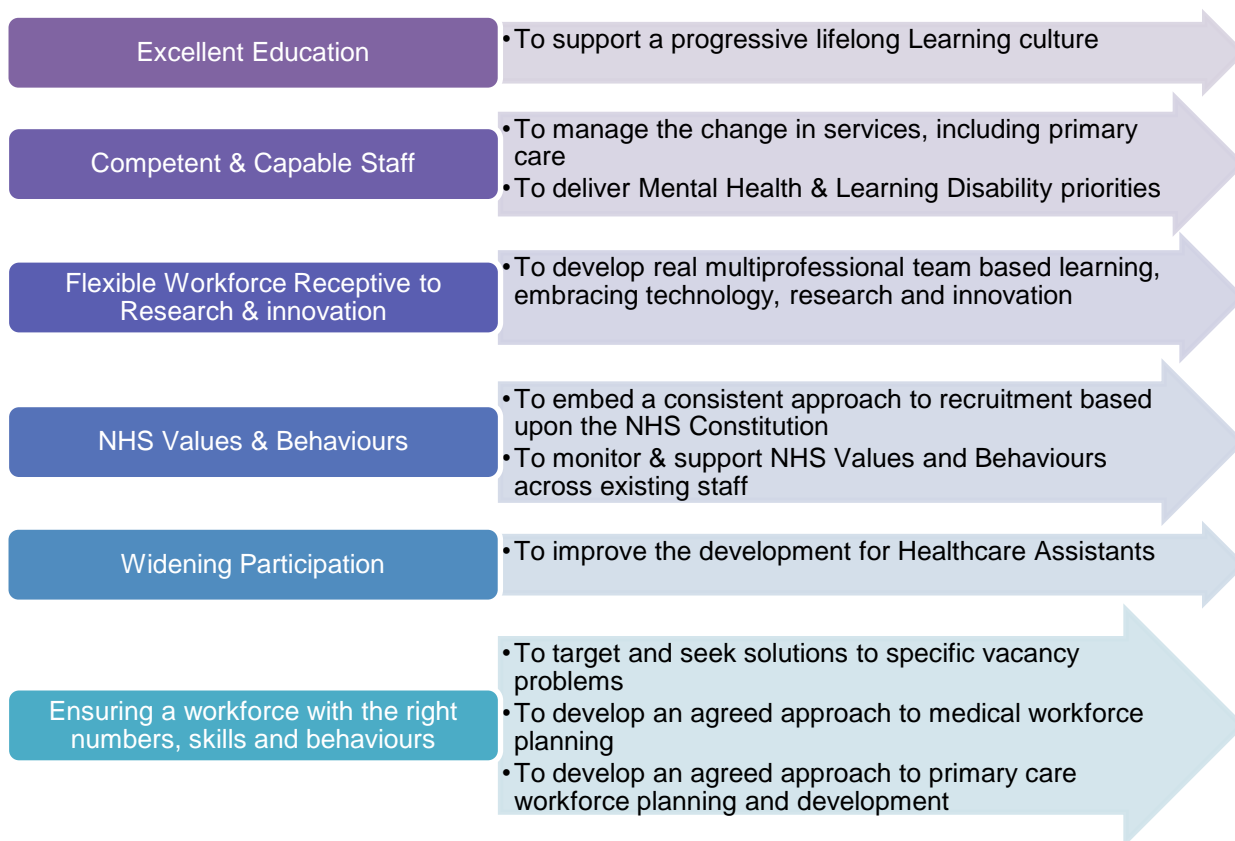 Excellent Education
•To support a progressive lifelong Learning culture
Competent & Capable Staff
•To manage the change in services, including primary
care
•To deliver Mental Health & Learning Disability priorities
Flexible Workforce Receptive to
Research & innovation
•To develop real multiprofessional team based learning,
embracing technology, research and innovation
NHS Values & Behaviours
•To embed a consistent approach to recruitment based
upon the NHS Constitution
•To monitor & support NHS Values and Behaviours
across existing staff
Widening Participation
•To improve the development for Healthcare Assistants
Ensuring a workforce with the right
numbers, skills and behaviours
•To target and seek solutions to specific vacancy
problems
•To develop an agreed approach to medical workforce
planning
•To develop an agreed approach to primary care
workforce planning and development